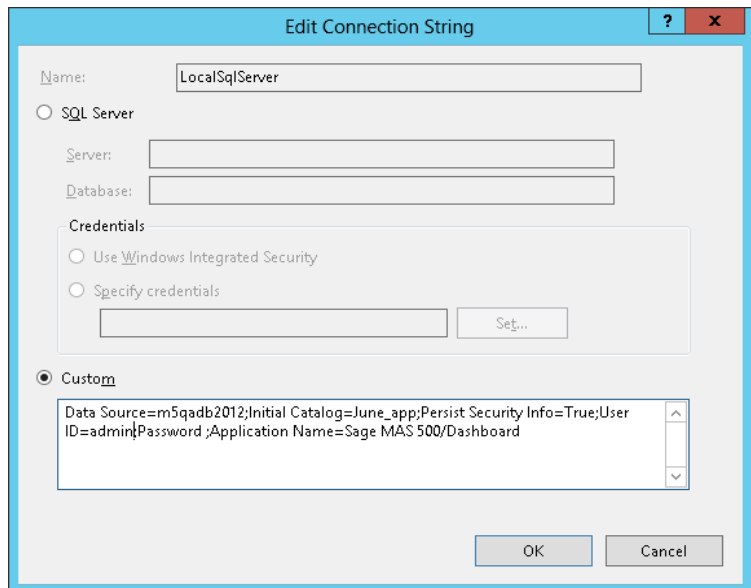 Edit Connection String
? x
Name: LocalSqlServer
SQL Server
Server:
Database:
Credentials
Use Windows Integrated Security
Specify credentials
Set...
Custom
Data Source=m5qadb2012;Initial Catalog=June_app;Persist Security Info=True;User
ID=admin;Password ;Application Name=Sage MAS 500/Dashboard
OK Cancel